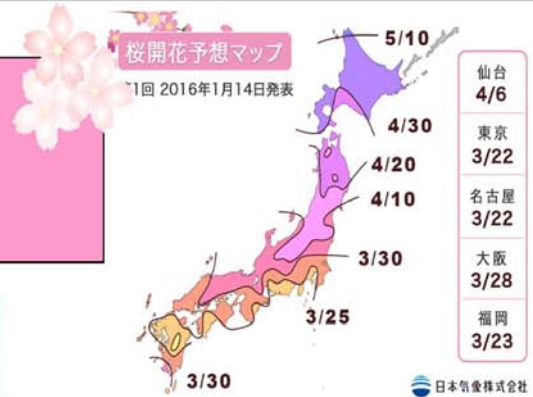 桜開花予想マップ
1回 2016年1月14日発表
5/10
4/30
4/20
4/10
3/30
3/25
3/30
仙台
4/6
東京
3/22
名古屋
3/22
大阪
3/28
福岡
3/23
日本気象株式会社